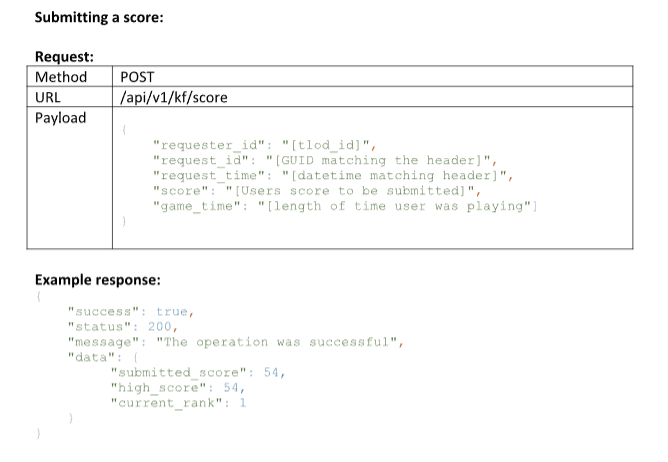 Submitting a score:
Request:
Method POST
URL /api/v1/kf/score
Payload
{
"requester_id": "[tlod_id]",
"request_id": "[GUID matching the header]",
"request_time": "[datetime matching header]",
"score": "[Users score to be submitted]",
"game_time": "[length of time user was playing"]
}
Example response:
{
"success": true,
"status": 200,
"message": "The operation was successful",
"data": {
"submitted_score": 54,
"high_score": 54,
"current_rank": 1
}
}